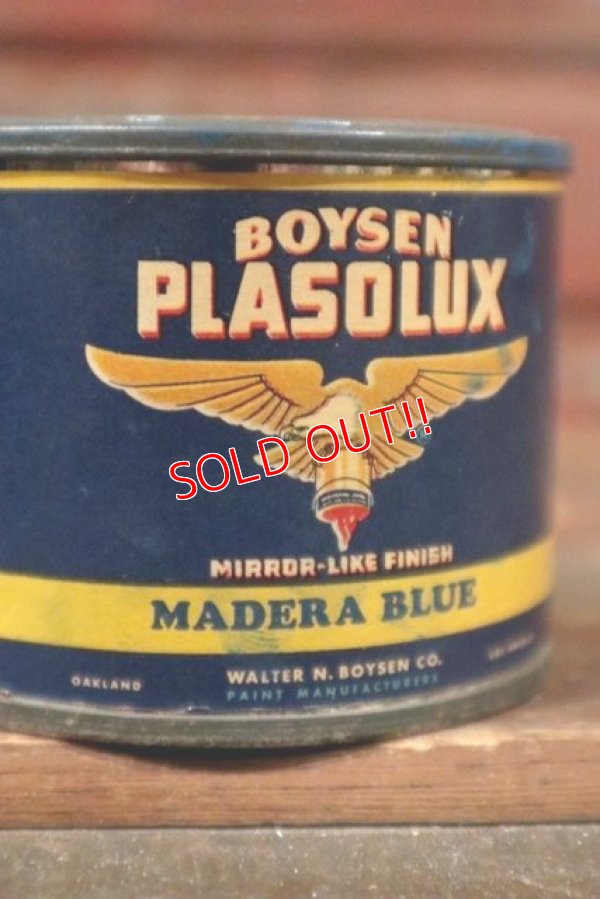 BOYSEN
PLASOLUX
SOLD OUT!!
MIRROR-LIKE FINISH
MADERA BLUE
OAKLAND
WALTER N. BOYSEN CO.
PAINT MANUFACTURERS